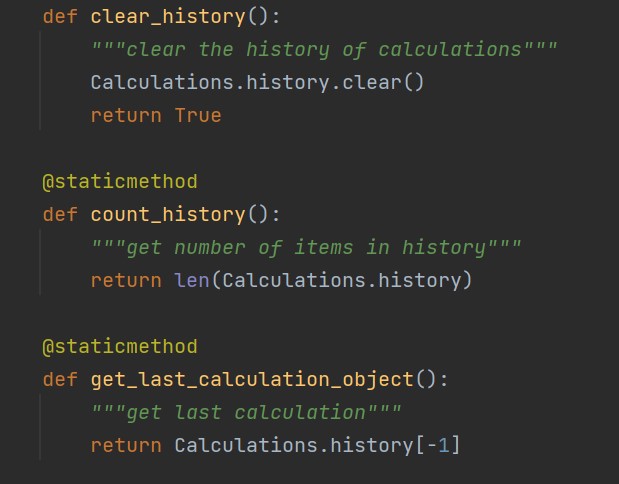 def clear_history():
    """clear the history of calculations"""
    Calculations.history.clear()
    return True

@staticmethod
def count_history():
    """get number of items in history"""
    return len(Calculations.history)

@staticmethod
def get_last_calculation_object():
    """get last calculation"""
    return Calculations.history[-1]